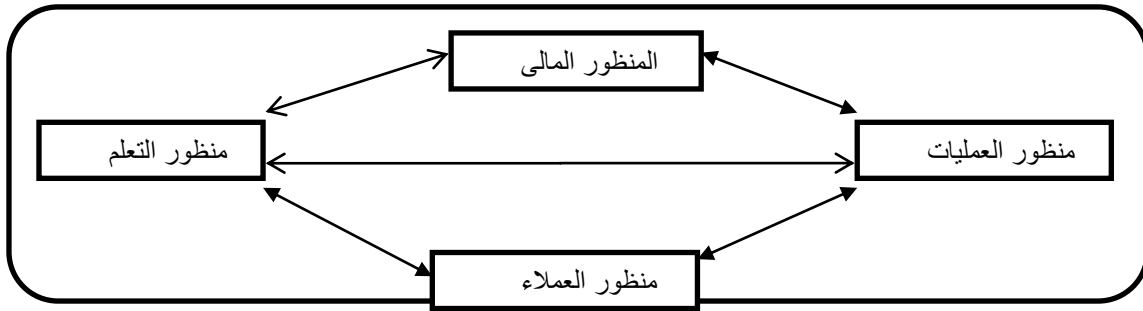 المنظور المالى
منظور العمليات
منظور التعلم
منظور العملاء